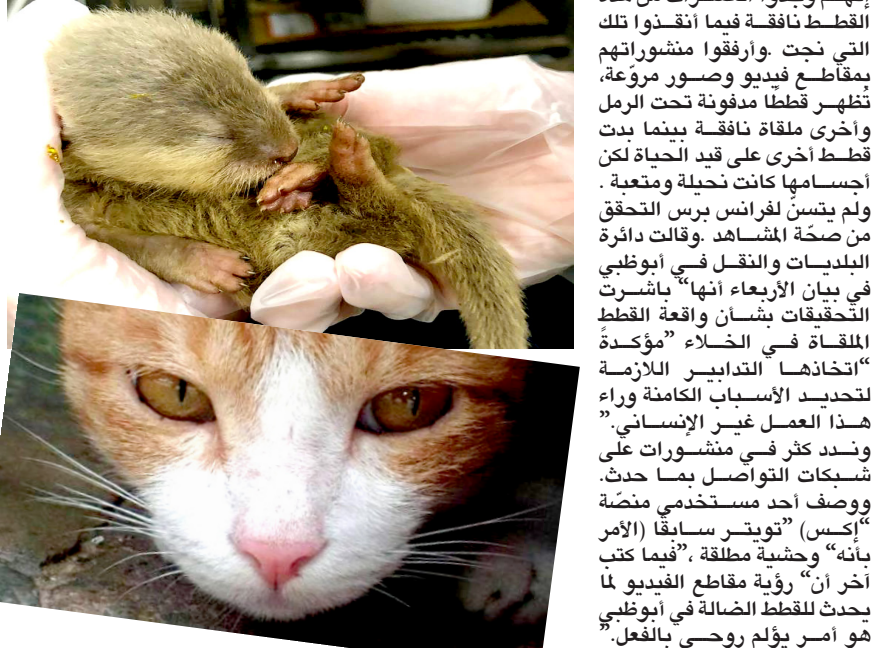 القطط نافقة فيما أنقذوا تلك
التي نجت .وأرفقوا منشوراتهم
بمقاطع فيديو وصور مروّعة،
تُظهر قططًا مدفونة تحت الرمل
وأخرى ملقاة نافقة بينما بدت
قطط أخرى على قيد الحياة لكن
أجسامها كانت نحيلة ومتعبة .
ولم يتسنّ لفرانس برس التحقق
من صحّة المشاهد .وقالت دائرة
البلديات والنقل في أبوظبي
في بيان الأربعاء أنها“ باشرت
التحقيقات بشأن واقعة القطط
الملقاة في الخلاء ”مؤكدةً
“اتخاذها التدابير اللازمة
لتحديد الأسباب الكامنة وراء
هذا العمل غير الإنساني.”
وندد كثر في منشورات على
شبكات التواصل بما حدث.
ووصف أحد مستخدمي منصّة
“إكس) ”تويتر سابقًا (الأمر
بأنه“ وحشية مطلقة ،”فيما كتب
آخر أن“ رؤية مقاطع الفيديو لما
يحدث للقطط الضالة في أبوظبي
هو أمر يؤلم روحي بالفعل.”